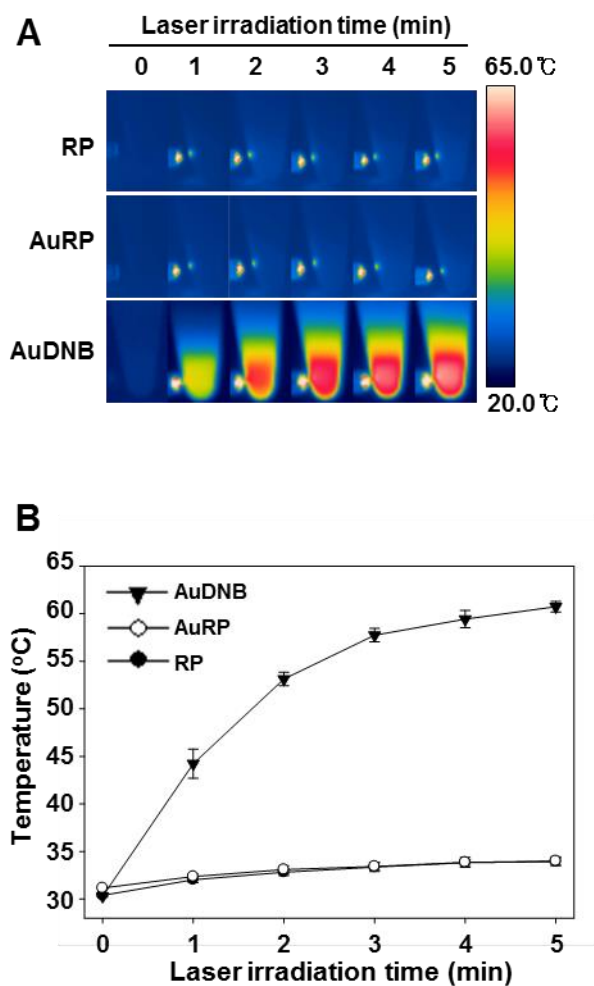 A
Laser irradiation time (min)
0 1 2 3 4 5
65.0℃
RP
AuRP
AuDNB
20.0℃
B
65
60
55
50
45
40
35
30
Temperature (ºC)
AuDNB
AuRP
RP
0 1 2 3 4 5
Laser irradiation time (min)